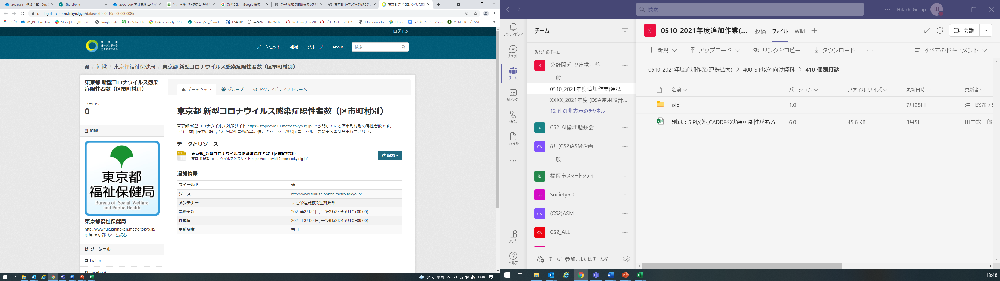 20210617_追加予算 - OneD
SharePoint
20201009_実証実験にあたっ
利用方法 | データ統合・解析シ
新型コロナ - Google 検索
データカタログ横断検索システム
東京都オープンデータカタログサ
東京都 新型コロナウイルス感
catalog.data.metro.tokyo.lg.jp/dataset/t000010d0000000085
アプリ
01_PJ - OneDrive
Slack | 日立_田中(総...
Insight Cafe
OnSchedule
内閣府Society5.0/0...
Society5.0_ビジネス...
DSA HP
英辞郎 on the WEB...
Redmine(日立内)
プロジェクト - SIP-CY...
IDS Connector
Elastic
マイプロフィール - Zoom
MEMBER – データ流...
»
ログイン
東京都
オープンデータ
カタログサイト
データセット
組織
グループ
About
検索
/ 組織 / 東京都福祉保健局 / 東京都 新型コロナウイルス感染症陽性者数（区市町村別）
東京都 新型コロナウイルス感染
症陽性者数（区市町村別）
フォロワー
0
組織
東京都
福祉保健局
Bureau of Social Welfare
and Public Health
東京都福祉保健局
http://www.fukushihoken.metro.tokyo.jp/
所属:東京都 もっと読む
ソーシャル
Twitter
Facebook
データセット
グループ
アクティビティストリーム
東京都 新型コロナウイルス感染症陽性者数（区市町村別）
東京都 新型コロナウイルス対策サイト https://stopcovid19.metro.tokyo.lg.jp/ で公開している区市町村別の陽性者数です。
（注）前日までに報告された陽性者数の累計値。チャーター機帰国者、クルーズ船乗客等は含まれていない。
データとリソース
CSV
東京都_新型コロナウイルス感染症陽性者数（区市町村別）
東京都 新型コロナウイルス対策サイト https://stopcovid19.metro.tokyo.lg.jp/...
探索
追加情報
フィールド 値
ソース http://www.fukushihoken.metro.tokyo.jp/
メンテナー 福祉保健局感染症対策部
最終更新 2021年3月31日, 午後2時34分 (UTC+09:00)
作成日 2021年3月24日, 午後6時23分 (UTC+09:00)
更新頻度 毎日
31°C 小雨
あ
13:48
検索
Hitachi Group
田
アクティビティ
チャット
チーム
カレンダー
通話
ファイル
アプリ
ヘルプ
チーム
あなたのチーム
分 分野間データ連携基盤
一般
0510_2021年度追加作業(連携...
XXXX_2021年度 (DSA運用設計...
12 件の非表示のチャネル
A CS2_AI倫理勉強会
CA 8月(CS2)ASM企画
一般
福 福岡市スマートシティ
S0 Society5.0
CA (CS2)ASM
CA CS2_ALL
チームに参加、またはチームを...
分 0510_2021年度追加作業(...
投稿
ファイル
Wiki
会議
新規
アップロード
リンクをコピー
ダウンロード
すべてのドキュメント
0510_2021年度追加作業(連携拡大) > 400_SIP以外向け資料 > 410_個別打診
名前 バージョン ファイル サイズ 更新日時 更新者
old 1.0 7月28日 澤田悠希 / S
別紙：SIP以外_CADDEの実装可能性がある... 6.0 45.6 KB 8月5日 田中総一郎
13:48